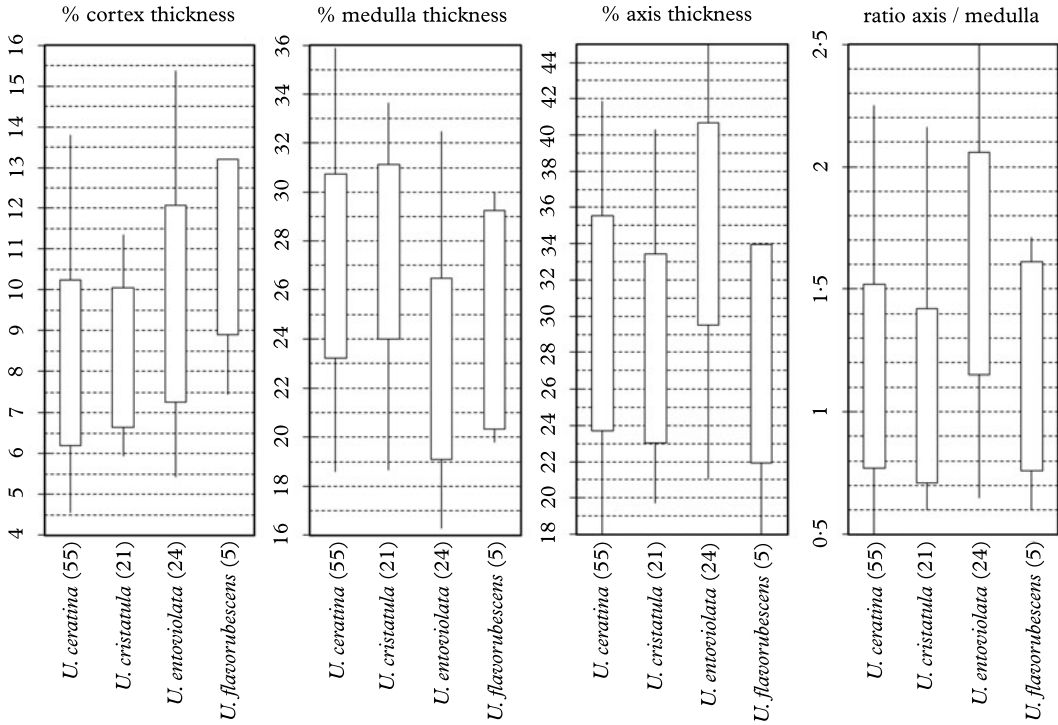 % cortex thickness
% medulla thickness
% axis thickness
ratio axis / medulla
16
15
14
13
12
11
10
9
8
7
6
5
4
U. ceratina (55)
U. cristatula (21)
U. entoviolata (24)
U. flavorubescens (5)
36
34
32
30
28
26
24
22
20
18
16
U. ceratina (55)
U. cristatula (21)
U. entoviolata (24)
U. flavorubescens (5)
44
42
40
38
36
34
32
30
28
26
24
22
20
18
U. ceratina (55)
U. cristatula (21)
U. entoviolata (24)
U. flavorubescens (5)
2·5
2
1·5
1
0·5
U. ceratina (55)
U. cristatula (21)
U. entoviolata (24)
U. flavorubescens (5)